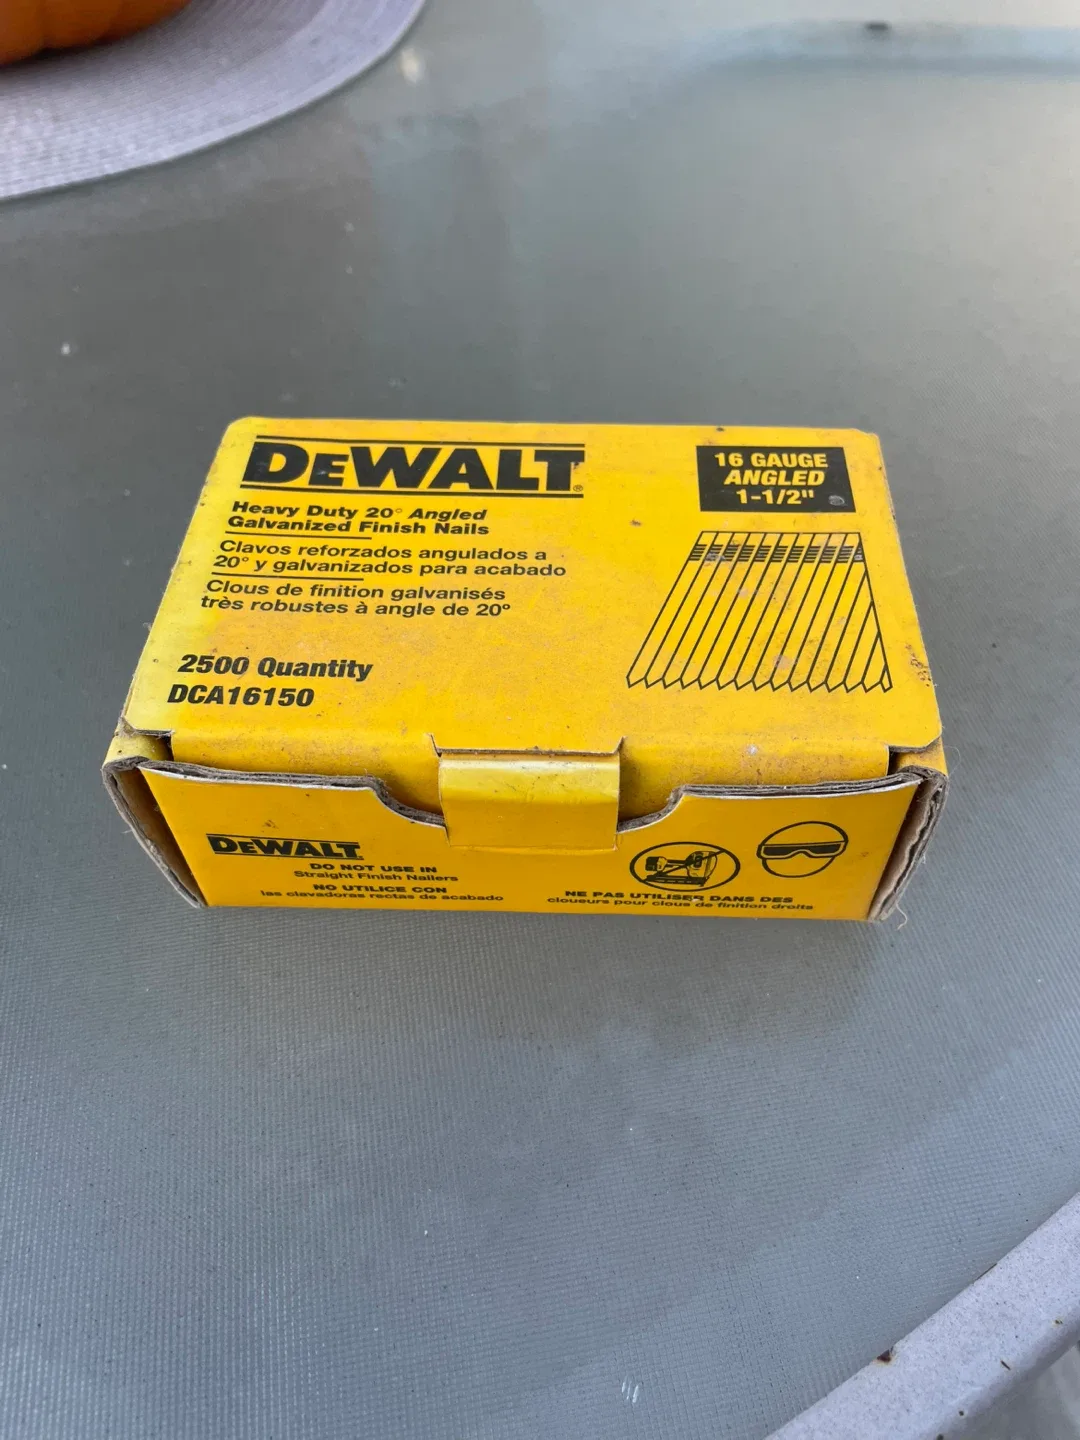 DEWALT®
Heavy Duty 20° Angled
Galvanized Finish Nails
Clavos reforzados angulados a
20° y galvanizados para acabado
Clous de finition galvanisés
très robustes à angle de 20º
2500 Quantity
DCA16150
16 GAUGE
ANGLED
1-1/2"
DEWALT
DO NOT USE IN
Straight Finish Nailers
NO UTILICE CON
las clavadoras rectas de acabado
NE PAS UTILISER DANS DES
cloueurs pour clous de finition droits